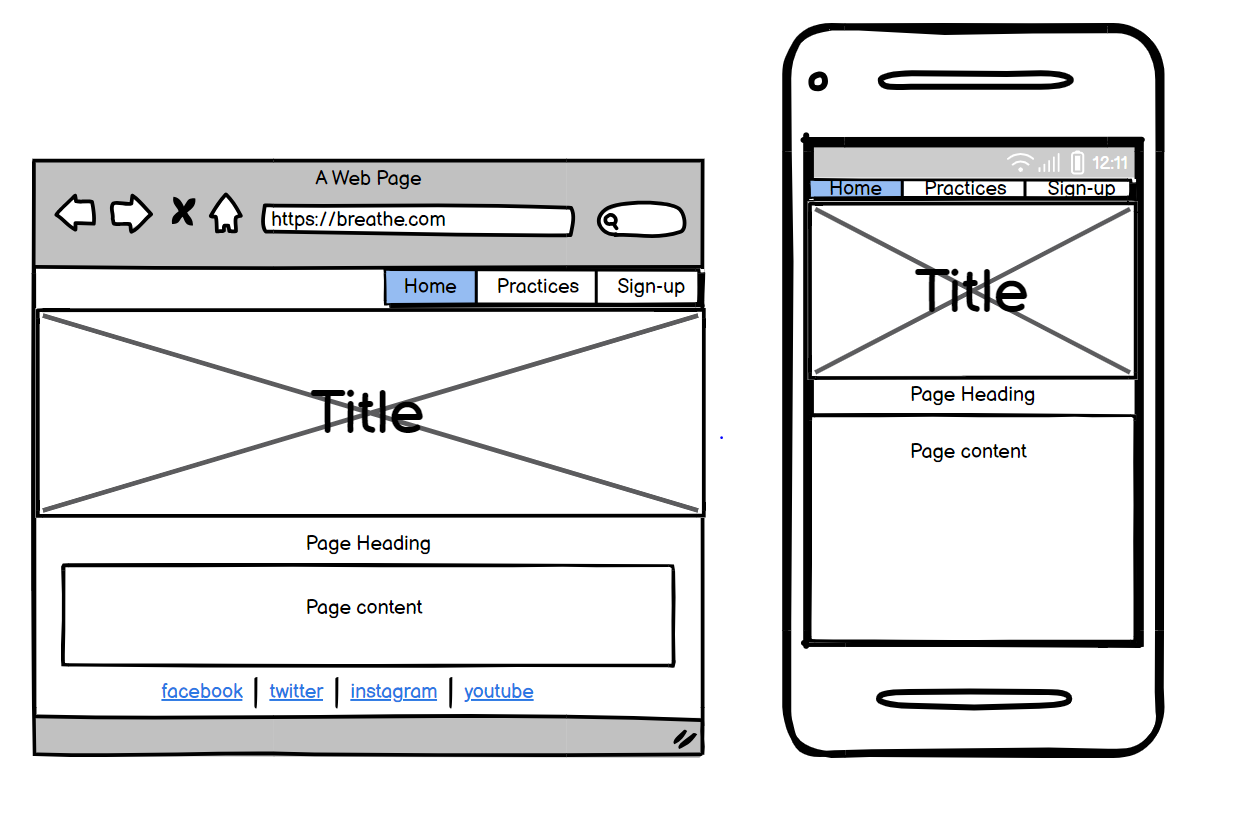 A Web Page
https://breathe.com
Home Practices Sign-up
Title
Page Heading
Page content
facebook twitter instagram youtube
12:11
Home Practices Sign-up
Title
Page Heading
Page content